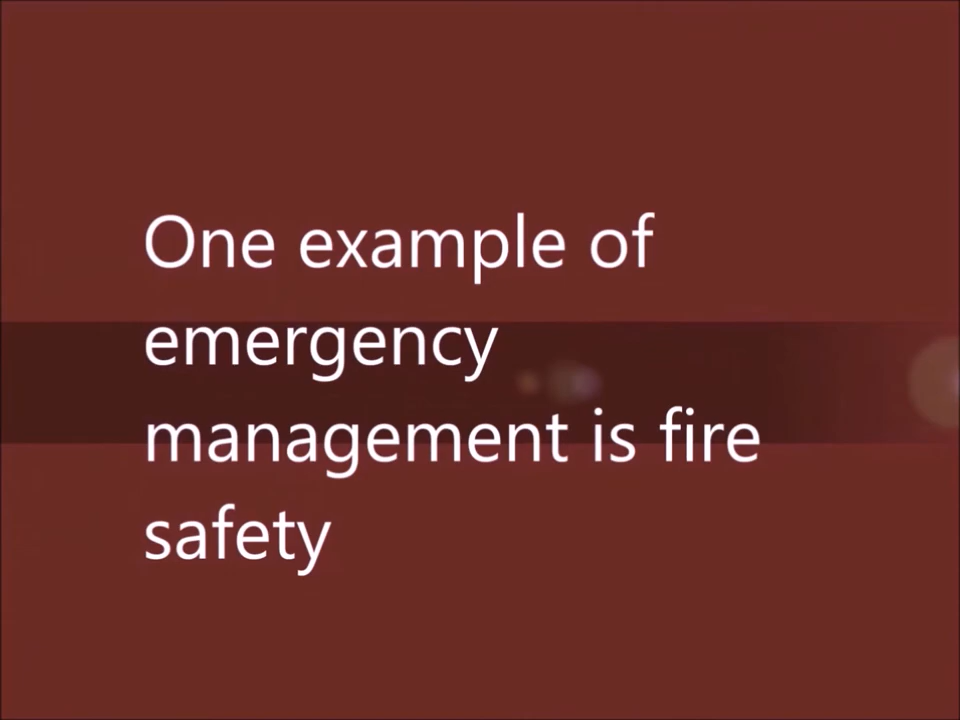 One example of
emergency
management is fire
safety